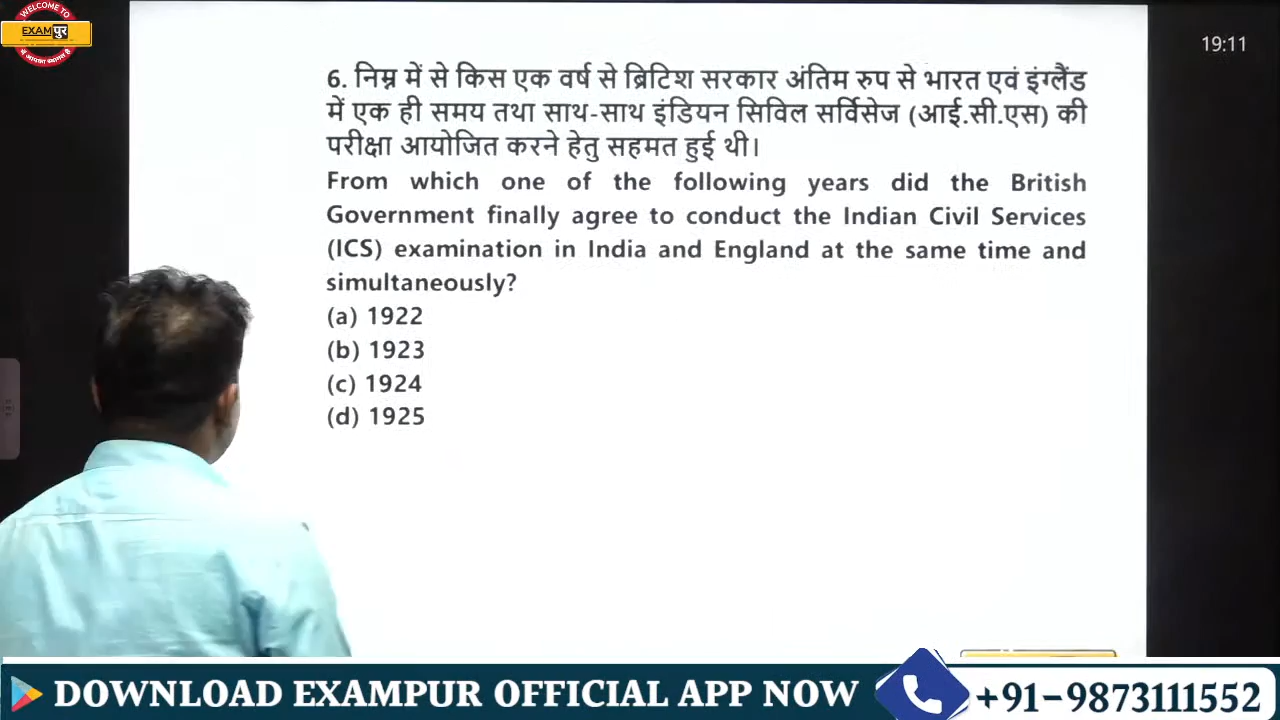 WELCOME TO
EXAMपुर
19:11
6. निम्न में से किस एक वर्ष से ब्रिटिश सरकार अंतिम रुप से भारत एवं इंग्लैंड
में एक ही समय तथा साथ-साथ इंडियन सिविल सर्विसेज (आई.सी.एस) की
परीक्षा आयोजित करने हेतु सहमत हुई थी।
From which one of the following years did the British
Government finally agree to conduct the Indian Civil Services
(ICS) examination in India and England at the same time and
simultaneously?
(a) 1922
(b) 1923
(c) 1924
(d) 1925
DOWNLOAD EXAMPUR OFFICIAL APP NOW
+91-9873111552